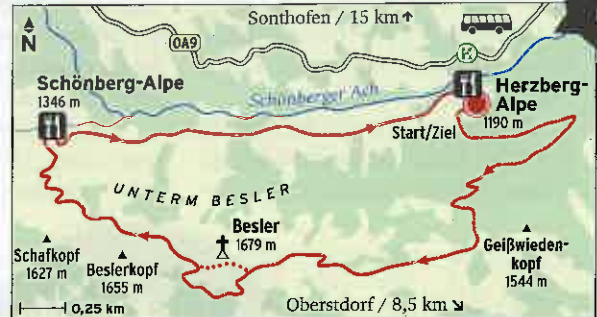 N
Sonthofen / 15 km ↑
OA9
K
Schönberg-Alpe
1346 m
Schönberger Ach
Herzberg-
Alpe
1190 m
Start/Ziel
UNTERM BESLER
Besler
1679 m
Schafkopf
1627 m
Beslerkopf
1655 m
Geißwieden-
kopf
1544 m
0,25 km
Oberstdorf / 8,5 km ↘